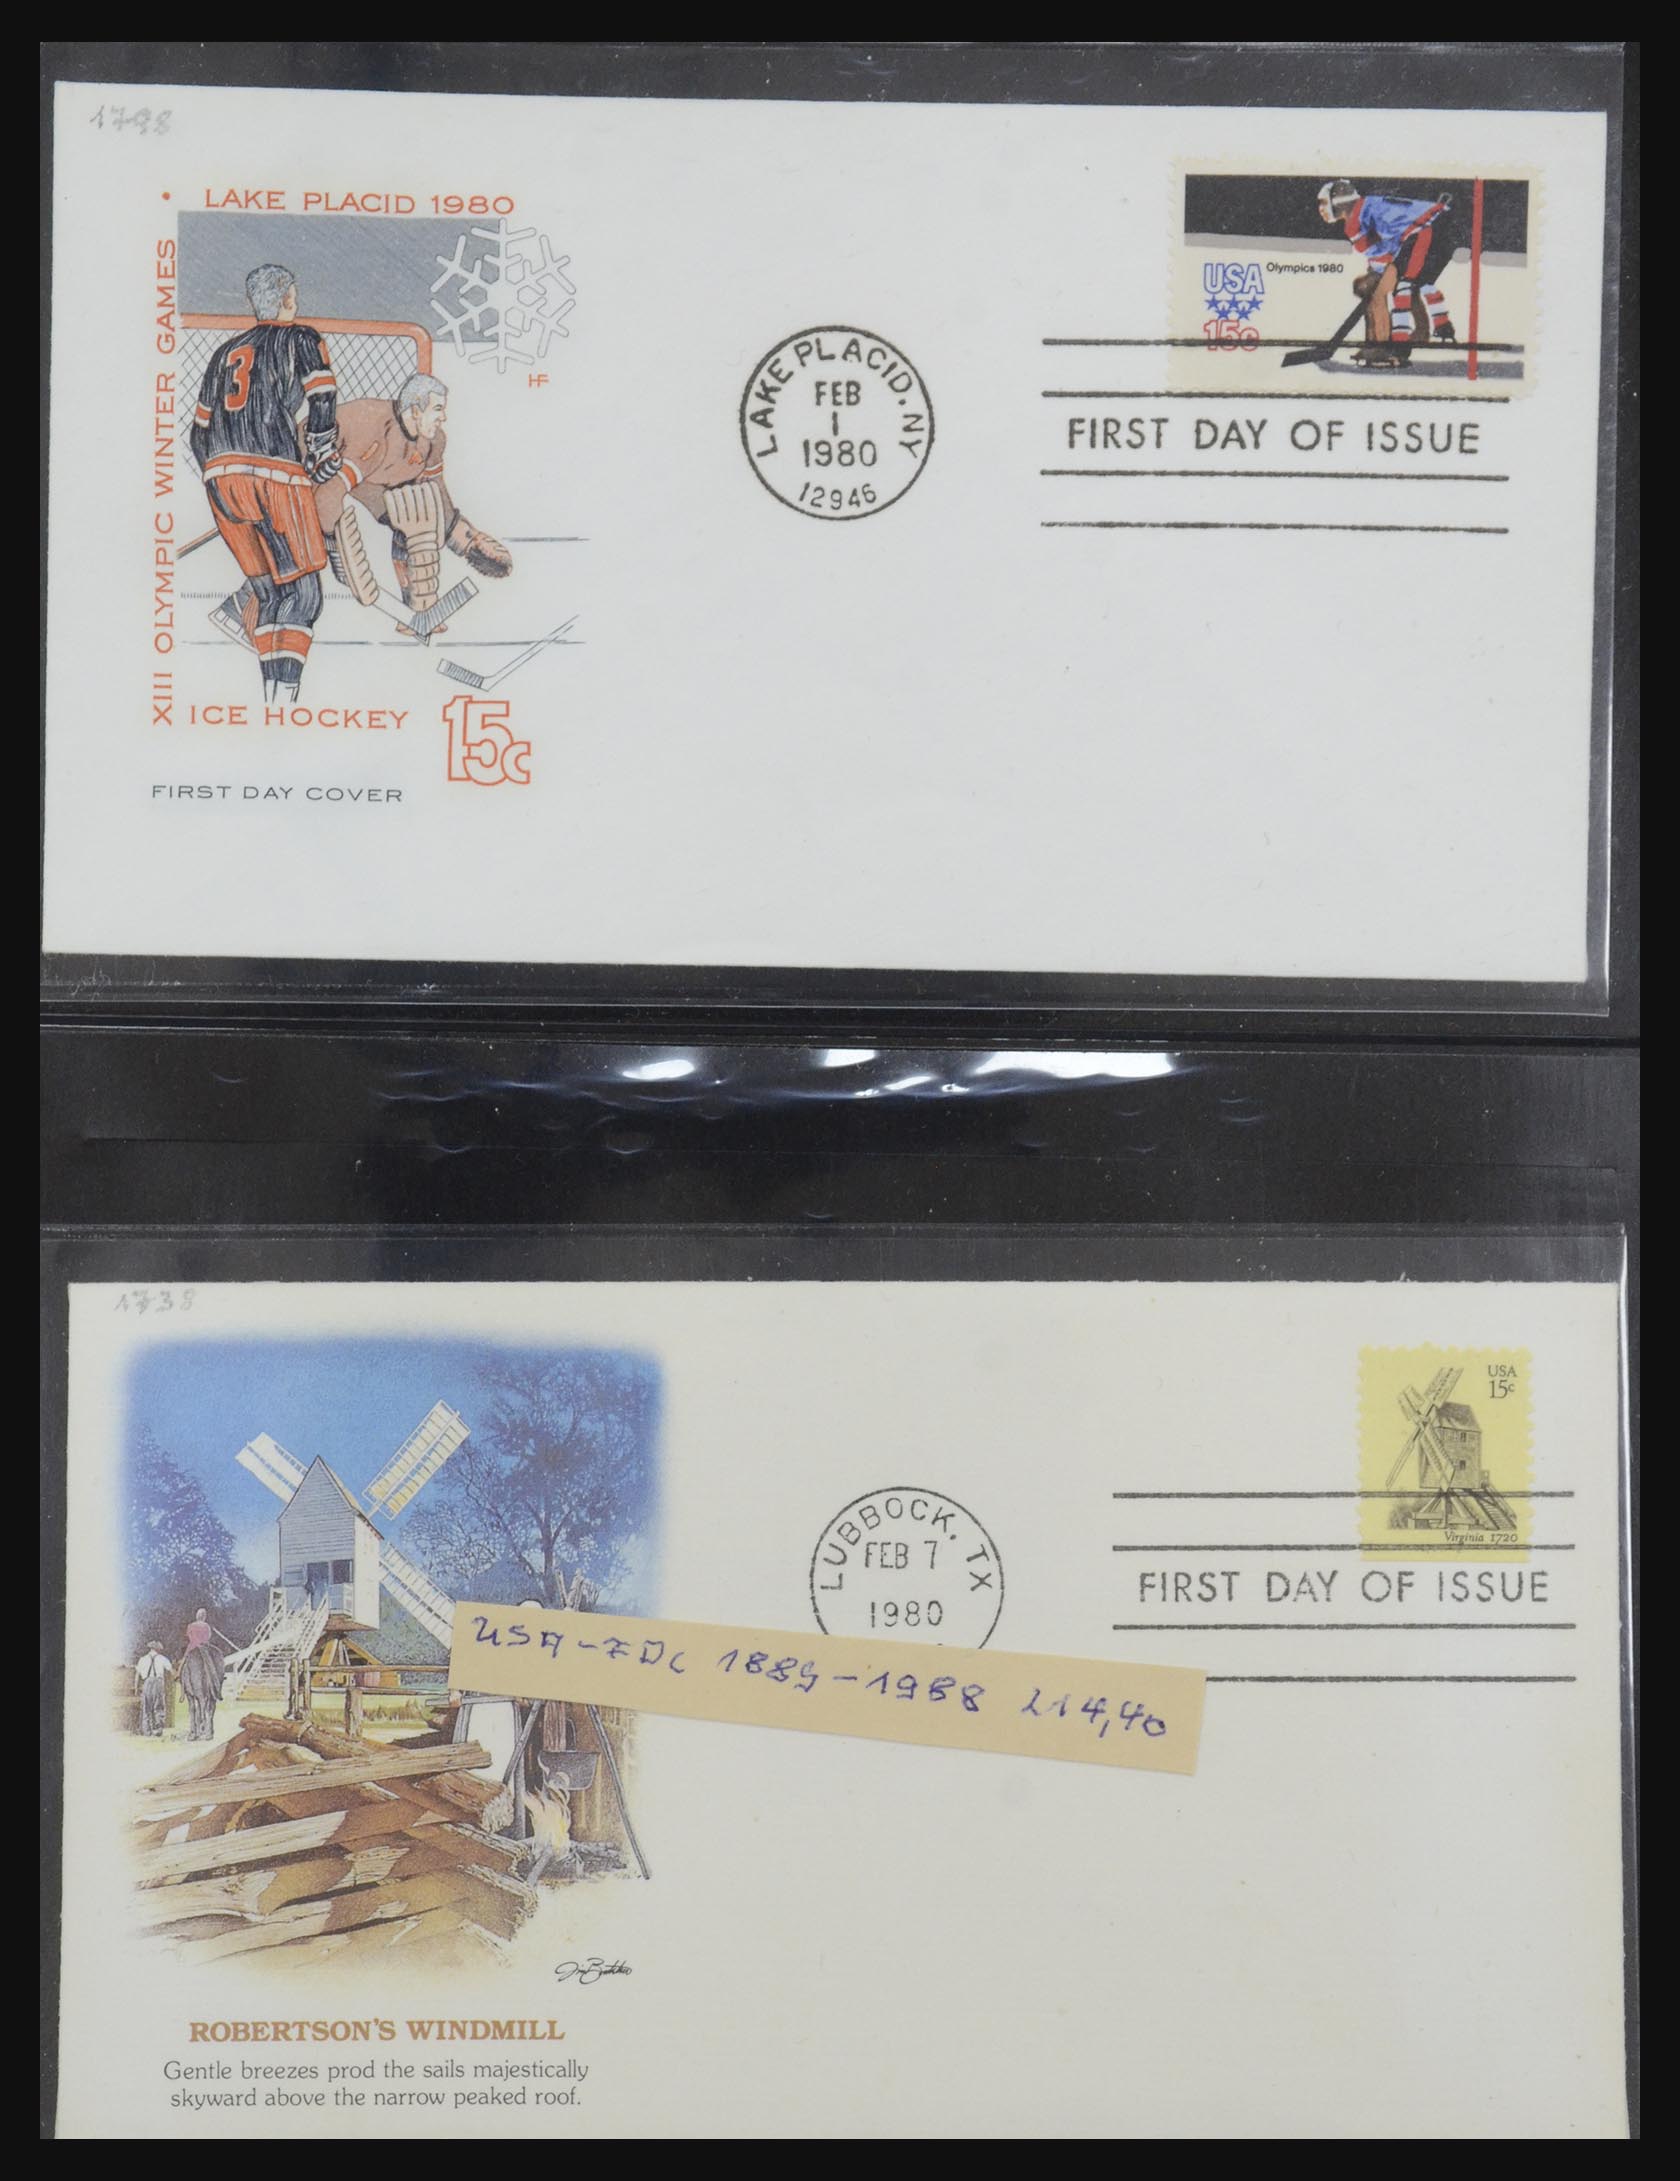 1798
LAKE PLACID 1980
XIII OLYMPIC WINTER GAMES •
HF
ICE HOCKEY
15c
FIRST DAY COVER
LAKE PLACID, NY
FEB
1
1980
12946
USA
Olympics 1980
15c
FIRST DAY OF ISSUE
1738
USA
15c
Virginia 1720
LUBBOCK, TX
FEB 7
1980
FIRST DAY OF ISSUE
USA-FDC 1889-1988 214,40
ROBERTSON'S WINDMILL
Gentle breezes prod the sails majestically
skyward above the narrow peaked roof.